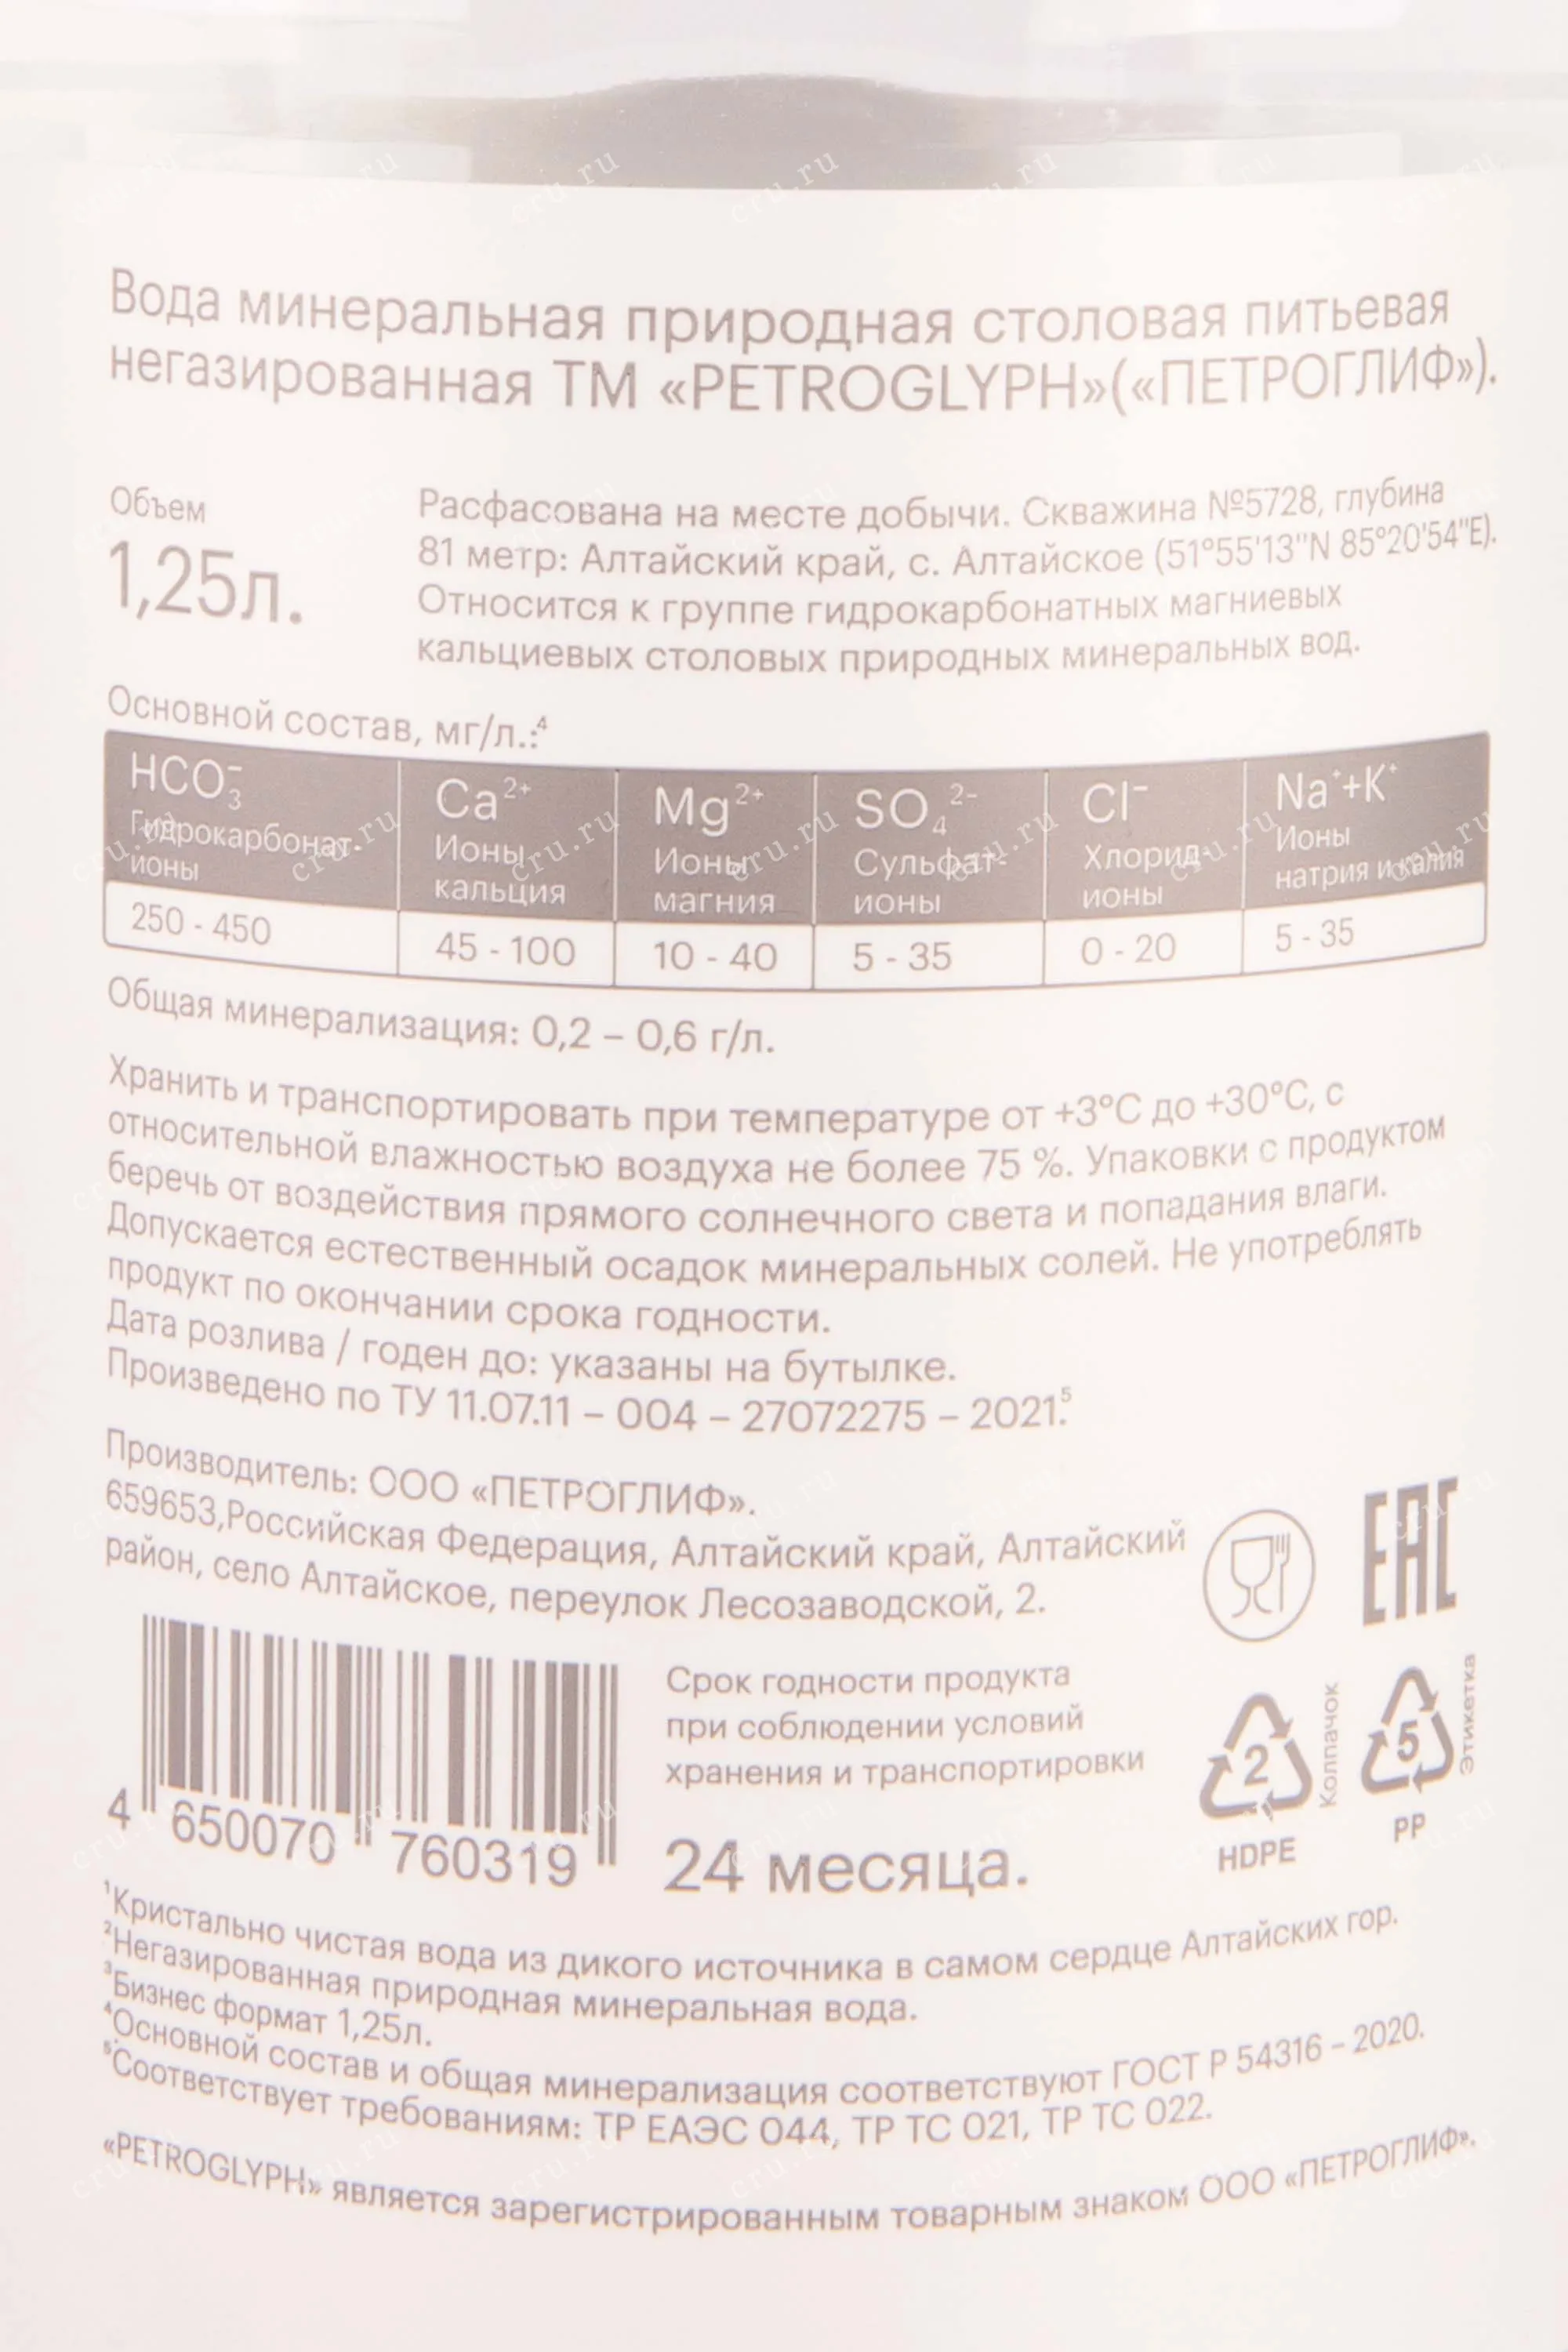 Вода минеральная природная столовая питьевая
негазированная ТМ «PETROGLYPH»(«ПЕТРОГЛИФ»).
Объем
1,25л.
Расфасована на месте добычи. Скважина №5728, глубина
81 метр: Алтайский край, с. Алтайское (51°55'13"N 85°20'54"E).
Относится к группе гидрокарбонатных магниевых
кальциевых столовых природных минеральных вод.
Основной состав, мг/л.:⁴
HCO₃⁻ Ca²⁺ Mg²⁺ SO₄²⁻ Cl⁻ Na⁺+K⁺
Гидрокарбонат- Ионы Ионы Сульфат- Хлорид- Ионы
ионы кальция магния ионы ионы натрия и калия
250 - 450 45 - 100 10 - 40 5 - 35 0 - 20 5 - 35
Общая минерализация: 0,2 – 0,6 г/л.
Хранить и транспортировать при температуре от +3°C до +30°C, с
относительной влажностью воздуха не более 75 %. Упаковки с продуктом
беречь от воздействия прямого солнечного света и попадания влаги.
Допускается естественный осадок минеральных солей. Не употреблять
продукт по окончании срока годности.
Дата розлива / годен до: указаны на бутылке.
Произведено по ТУ 11.07.11 – 004 – 27072275 – 2021.⁵
Производитель: ООО «ПЕТРОГЛИФ».
659653,Российская Федерация, Алтайский край, Алтайский
район, село Алтайское, переулок Лесозаводской, 2.
EAC
Срок годности продукта
при соблюдении условий
хранения и транспортировки
24 месяца.
4 650070 760319
2
Колпачок
HDPE
5
Этикетка
PP
¹Кристально чистая вода из дикого источника в самом сердце Алтайских гор.
²Негазированная природная минеральная вода.
³Бизнес формат 1,25л.
⁴Основной состав и общая минерализация соответствуют ГОСТ Р 54316 – 2020.
⁵Соответствует требованиям: ТР ЕАЭС 044, ТР ТС 021, ТР ТС 022.
«PETROGLYPH» является зарегистрированным товарным знаком ООО «ПЕТРОГЛИФ».
cru.ru